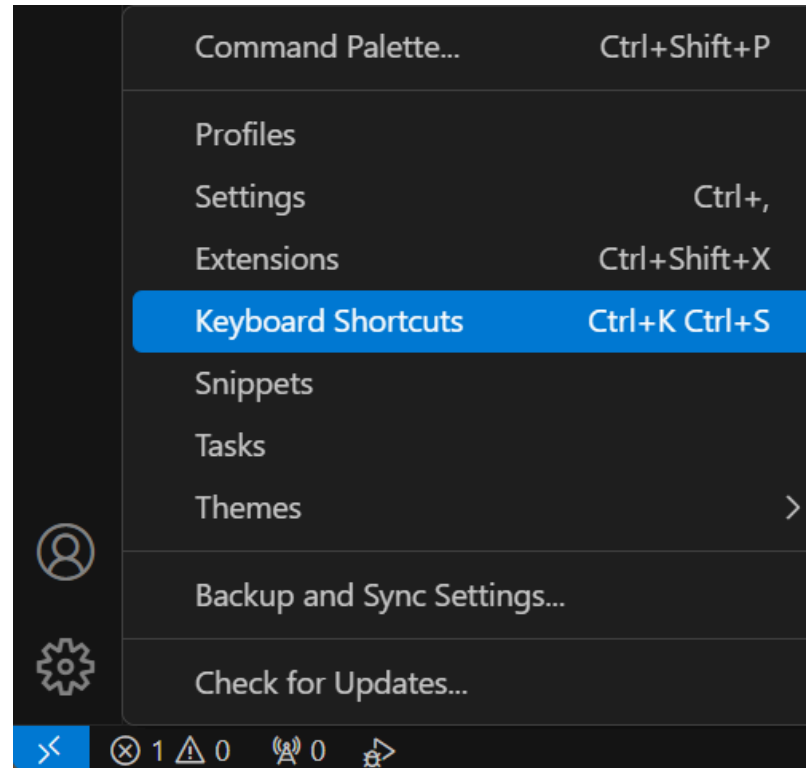 Command Palette... Ctrl+Shift+P
Profiles
Settings Ctrl+,
Extensions Ctrl+Shift+X
Keyboard Shortcuts Ctrl+K Ctrl+S
Snippets
Tasks
Themes
Backup and Sync Settings...
Check for Updates...
1 0 0